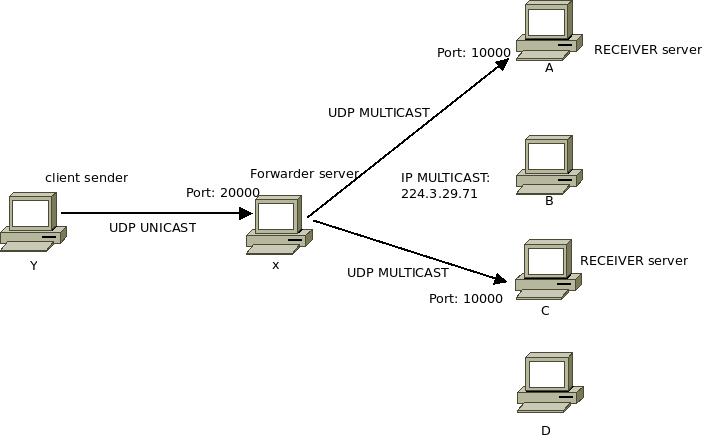 Port: 10000
RECEIVER server
A
UDP MULTICAST
client sender
Forwarder server
IP MULTICAST:
224.3.29.71
Port: 20000
B
UDP UNICAST
Y
x
RECEIVER server
UDP MULTICAST
Port: 10000
C
D